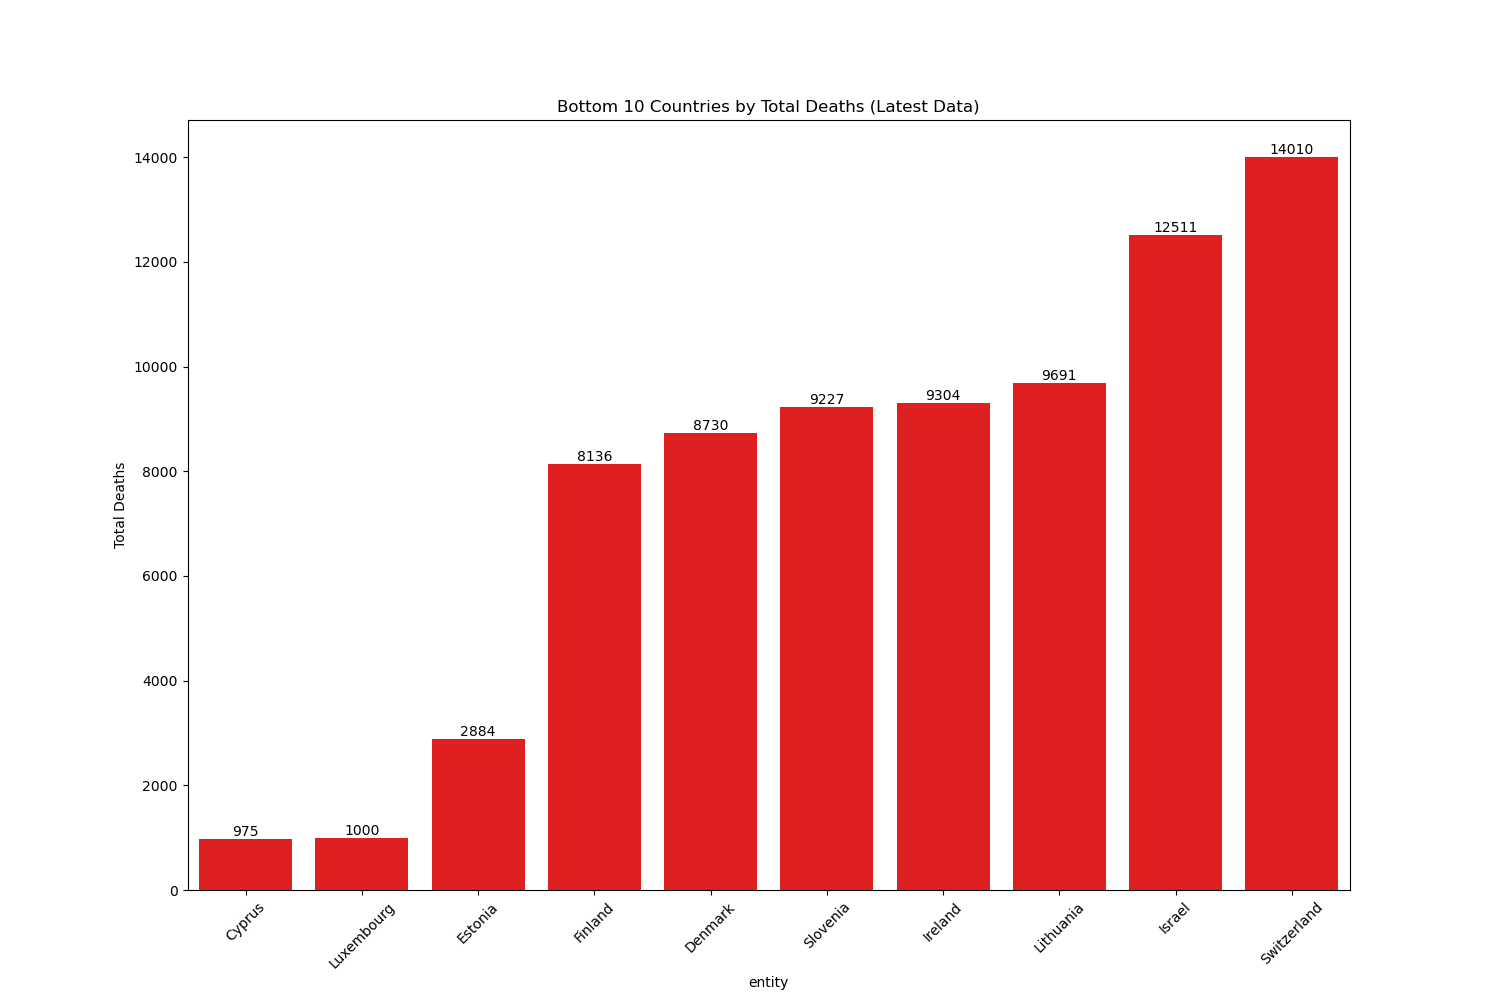 Bottom 10 Countries by Total Deaths (Latest Data)
Total Deaths
14000
12000
10000
8000
6000
4000
2000
0
975
1000
2884
8136
8730
9227
9304
9691
12511
14010
Cyprus
Luxembourg
Estonia
Finland
Denmark
Slovenia
Ireland
Lithuania
Israel
Switzerland
entity